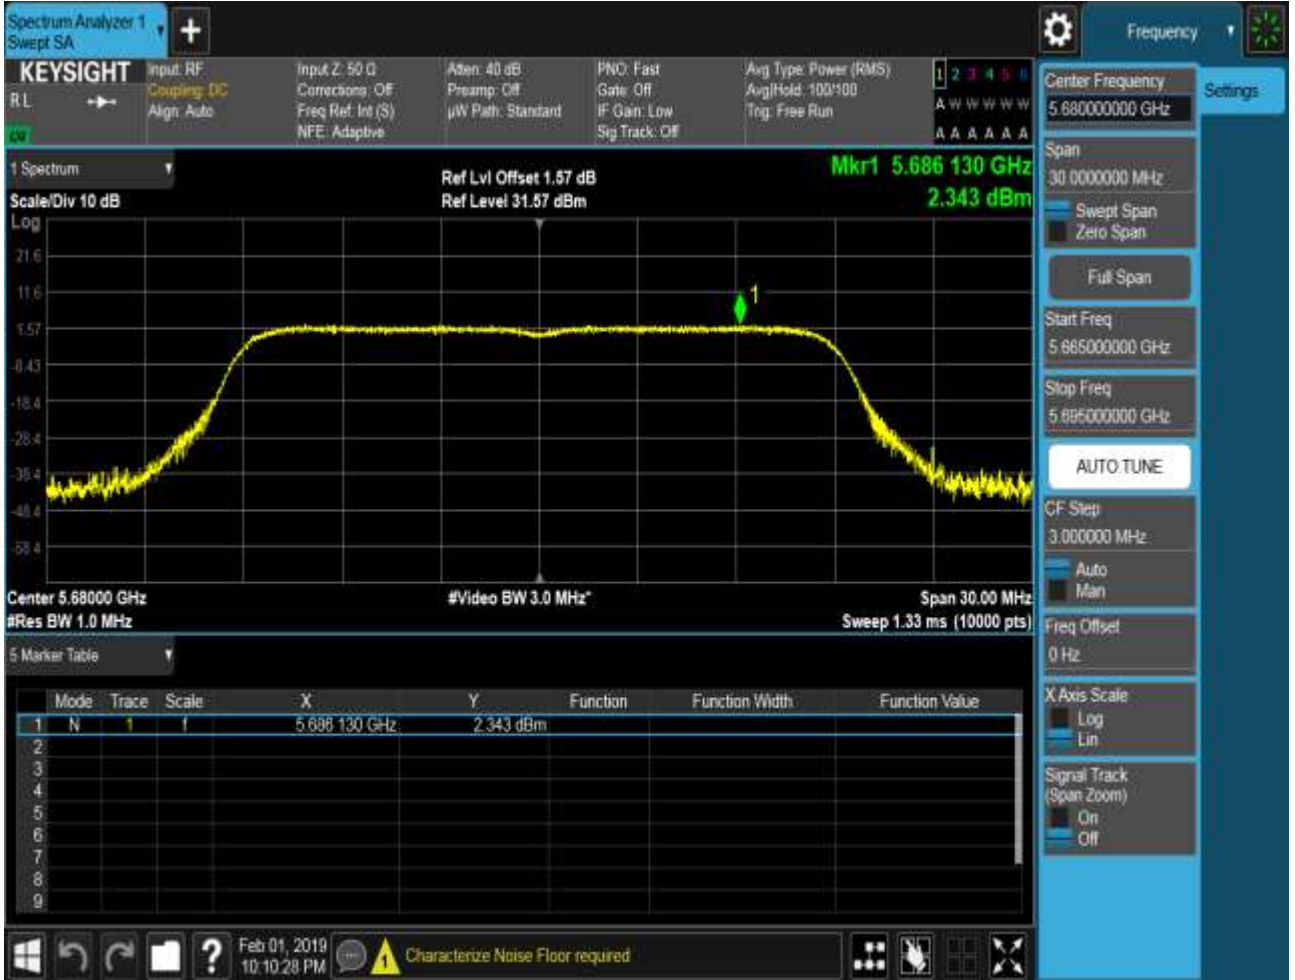 Spectrum Analyzer 1
Swept SA
+
Frequency
KEYSIGHT
RL
Input: RF
Coupling: DC
Align: Auto
Input Z: 50 Ω
Corrections: Off
Freq Ref: Int (S)
NFE: Adaptive
Atten: 40 dB
Preamp: Off
µW Path: Standard
PNO: Fast
Gate: Off
IF Gain: Low
Sig Track: Off
Avg Type: Power (RMS)
Avg|Hold: 100/100
Trig: Free Run
1 2 3 4 5 6
A W W W W W
A A A A A A
1 Spectrum
Scale/Div 10 dB
Ref Lvl Offset 1.57 dB
Ref Level 31.57 dBm
Mkr1 5.686 130 GHz
2.343 dBm
Log
21.6
11.6
1.57
-8.43
-18.4
-28.4
-38.4
-48.4
-58.4
1
Center 5.68000 GHz
#Res BW 1.0 MHz
#Video BW 3.0 MHz*
Span 30.00 MHz
Sweep 1.33 ms (10000 pts)
5 Marker Table
Mode Trace Scale X Y Function Function Width Function Value
1 N 1 f 5.686 130 GHz 2.343 dBm
2
3
4
5
6
7
8
9
Center Frequency
5.680000000 GHz
Settings
Span
30.0000000 MHz
Swept Span
Zero Span
Full Span
Start Freq
5.665000000 GHz
Stop Freq
5.695000000 GHz
AUTO TUNE
CF Step
3.000000 MHz
Auto
Man
Freq Offset
0 Hz
X Axis Scale
Log
Lin
Signal Track
(Span Zoom)
On
Off
?
Feb 01, 2019
10:10:28 PM
1
Characterize Noise Floor required